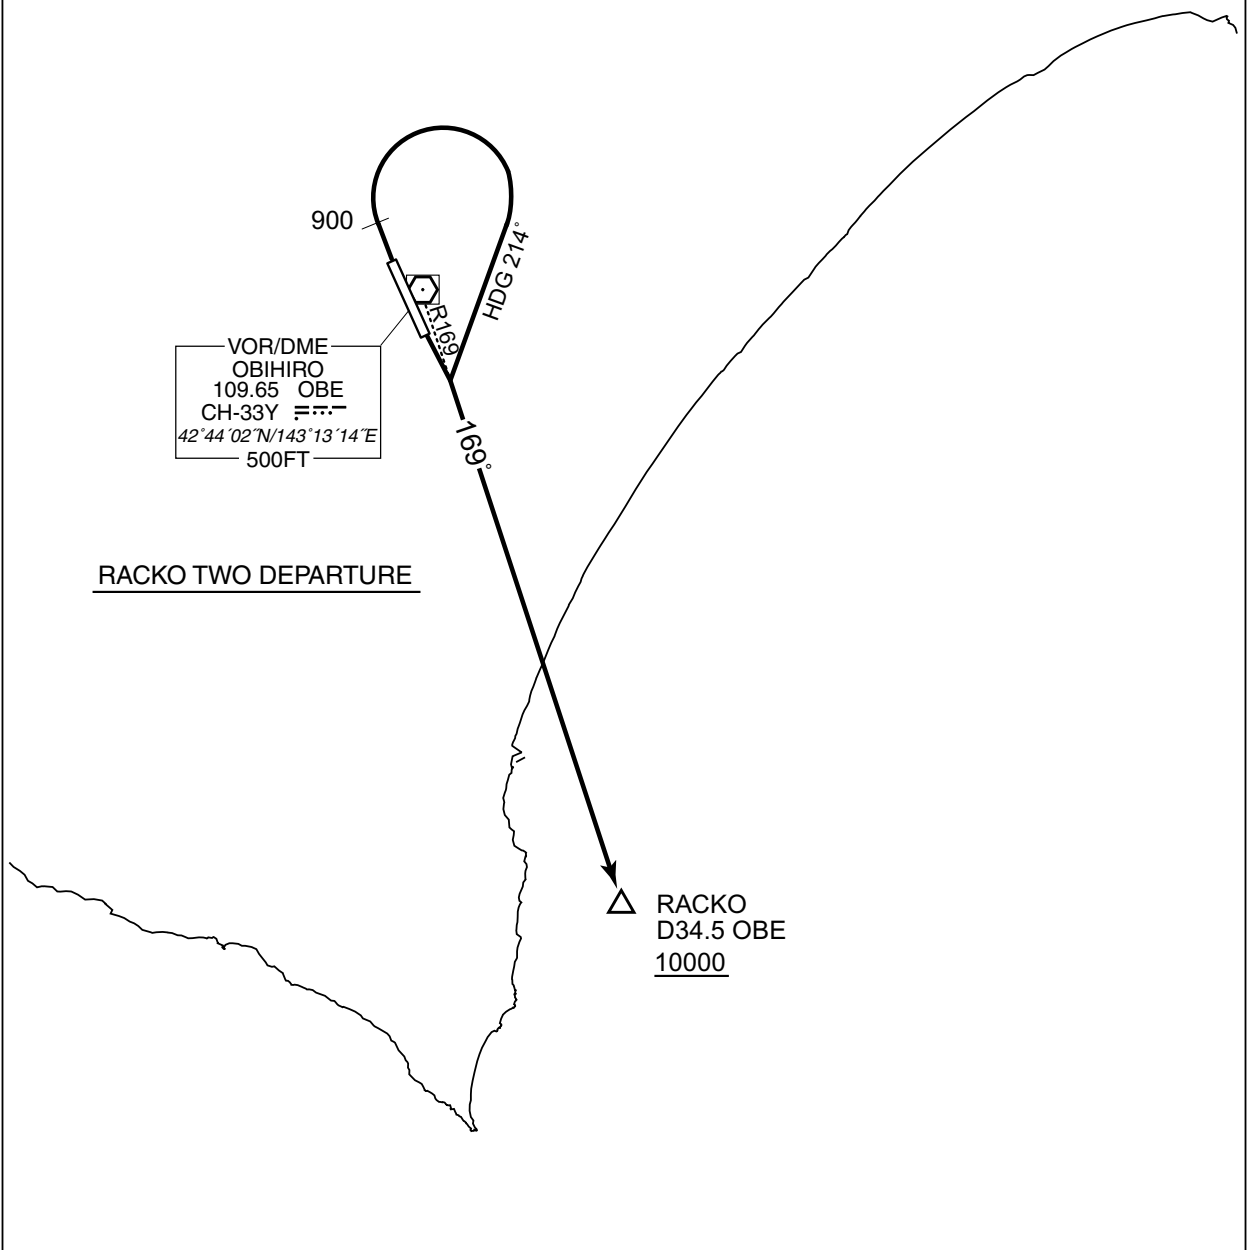 900
HDG 214°
R169
VOR/DME
OBIHIRO
109.65 OBE
CH-33Y
42°44´02˝N/143°13´14˝E
500FT
169°
RACKO TWO DEPARTURE
RACKO
D34.5 OBE
10000